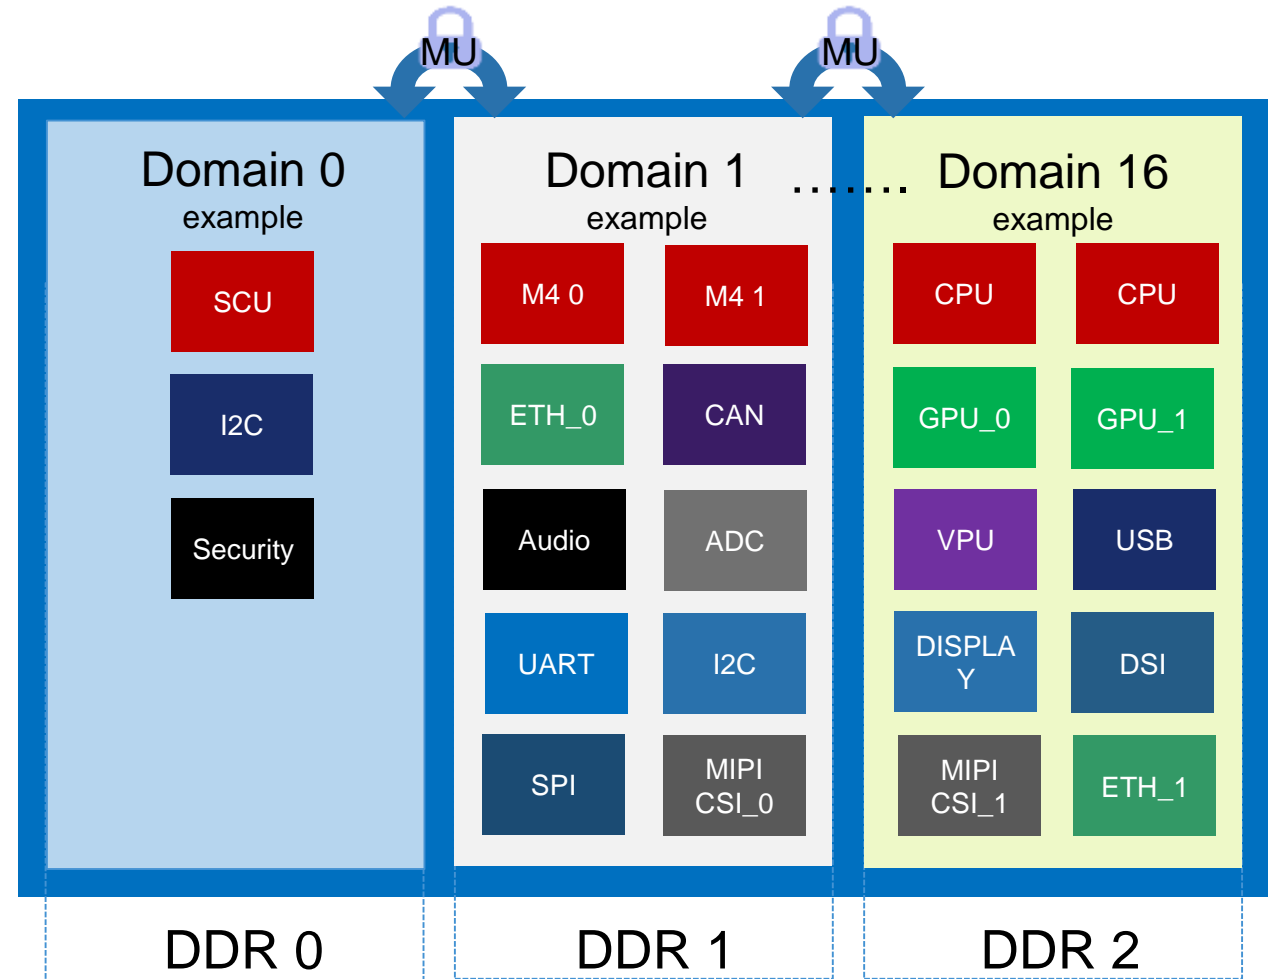 MU
MU
Domain 0
example
SCU
I2C
Security
Domain 1
example
M4 0
M4 1
ETH_0
CAN
Audio
ADC
UART
I2C
SPI
MIPI
CSI_0
.......
Domain 16
example
CPU
CPU
GPU_0
GPU_1
VPU
USB
DISPLA
Y
DSI
MIPI
CSI_1
ETH_1
DDR 0
DDR 1
DDR 2